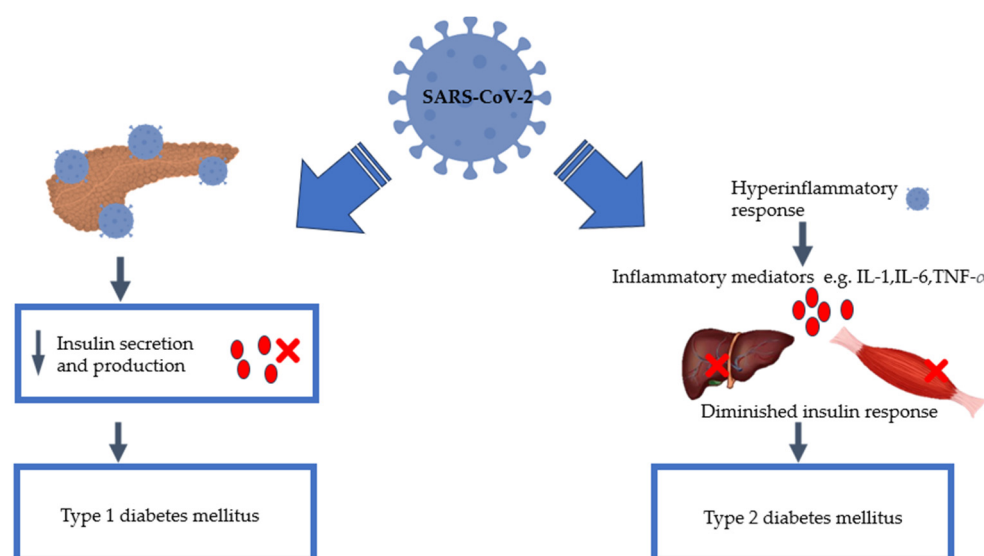 SARS-CoV-2
Insulin secretion
and production
Type 1 diabetes mellitus
Hyperinflammatory
response
Inflammatory mediators e.g. IL-1,IL-6,TNF-α
Diminished insulin response
Type 2 diabetes mellitus